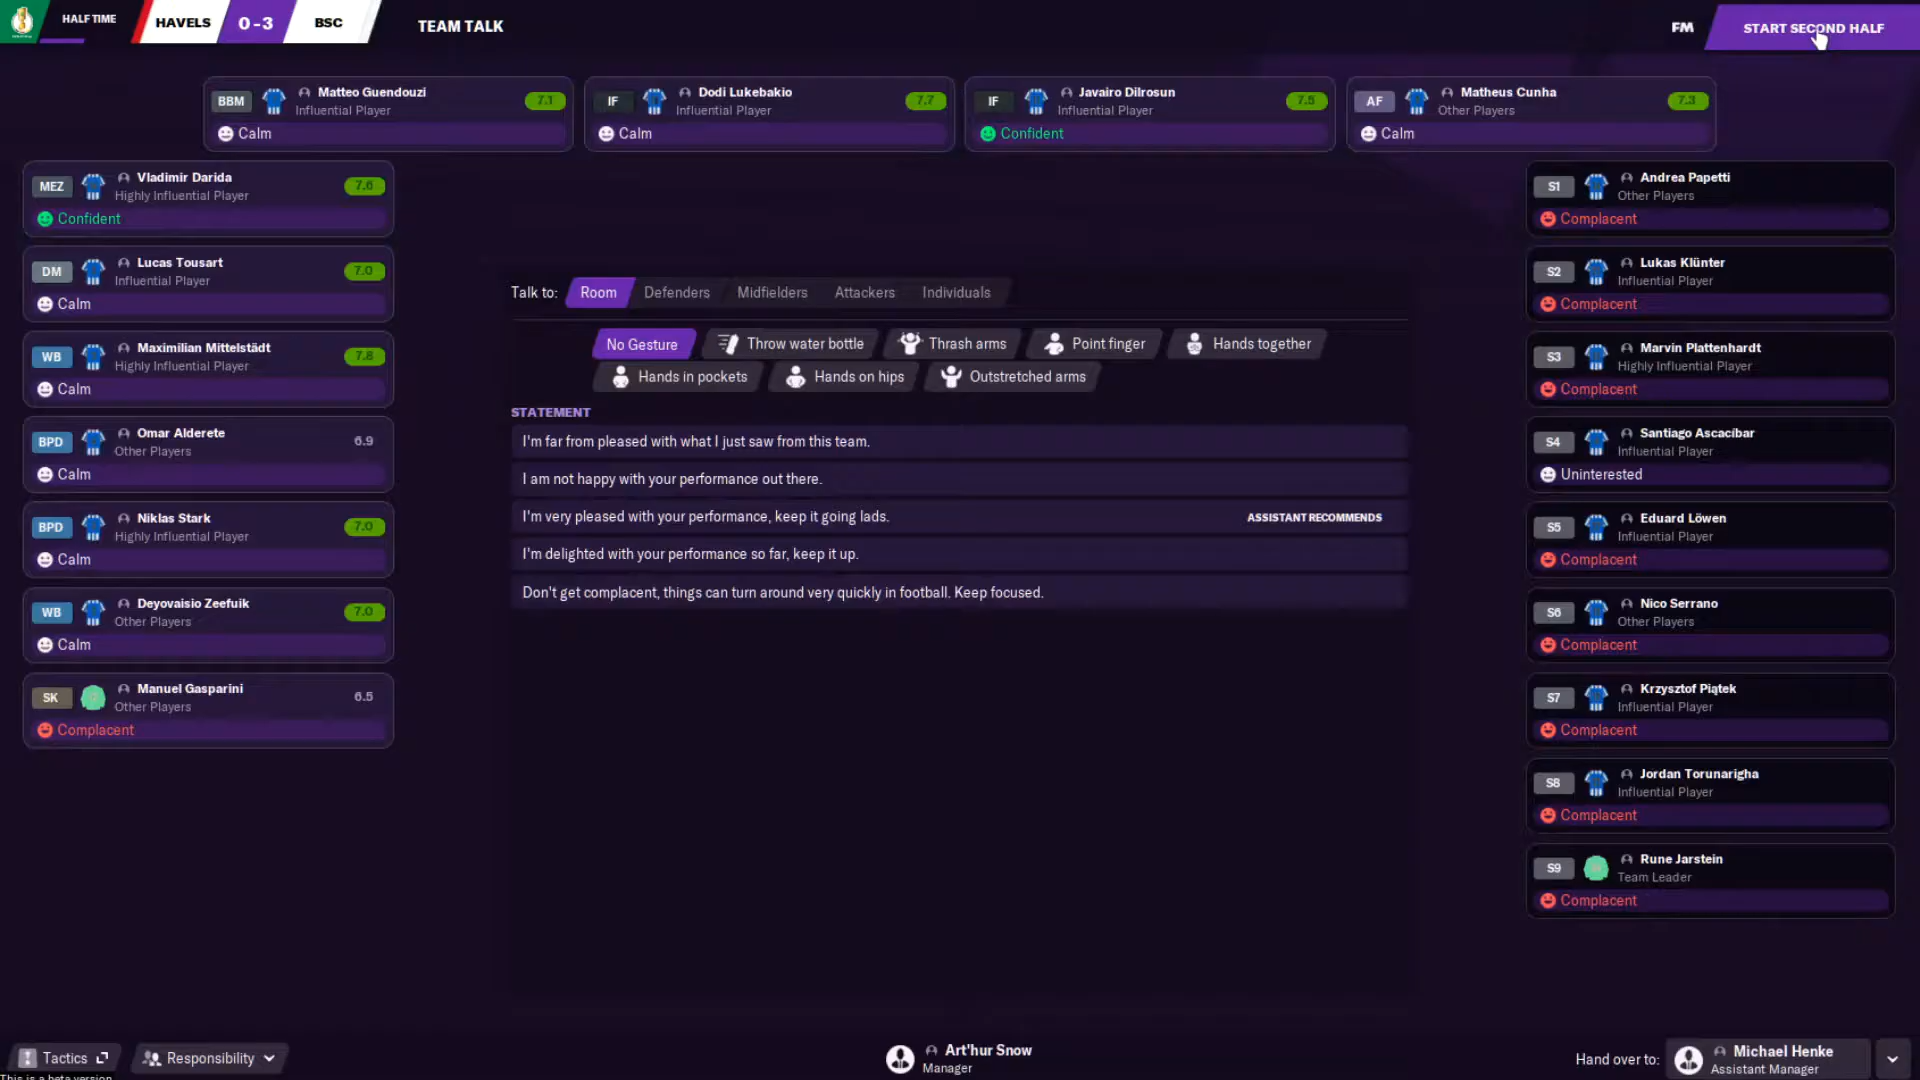 HALF TIME
HAVELS
0 - 3
BSC
TEAM TALK
FM
START SECOND HALF
BBM
Matteo Guendouzi
Influential Player
7.1
Calm
IF
Dodi Lukebakio
Influential Player
7.7
Calm
IF
Javairo Dilrosun
Influential Player
7.5
Confident
AF
Matheus Cunha
Other Players
7.3
Calm
MEZ
Vladimir Darida
Highly Influential Player
7.6
Confident
DM
Lucas Tousart
Influential Player
7.0
Calm
WB
Maximilian Mittelstädt
Highly Influential Player
7.8
Calm
BPD
Omar Alderete
Other Players
6.9
Calm
BPD
Niklas Stark
Highly Influential Player
7.0
Calm
WB
Deyovaisio Zeefuik
Other Players
7.0
Calm
SK
Manuel Gasparini
Other Players
6.5
Complacent
Talk to:
Room
Defenders
Midfielders
Attackers
Individuals
No Gesture
Throw water bottle
Thrash arms
Point finger
Hands together
Hands in pockets
Hands on hips
Outstretched arms
STATEMENT
I'm far from pleased with what I just saw from this team.
I am not happy with your performance out there.
I'm very pleased with your performance, keep it going lads.
ASSISTANT RECOMMENDS
I'm delighted with your performance so far, keep it up.
Don't get complacent, things can turn around very quickly in football. Keep focused.
S1
Andrea Papetti
Other Players
Complacent
S2
Lukas Klünter
Influential Player
Complacent
S3
Marvin Plattenhardt
Highly Influential Player
Complacent
S4
Santiago Ascacíbar
Influential Player
Uninterested
S5
Eduard Löwen
Influential Player
Complacent
S6
Nico Serrano
Other Players
Complacent
S7
Krzysztof Piątek
Influential Player
Complacent
S8
Jordan Torunarigha
Influential Player
Complacent
S9
Rune Jarstein
Team Leader
Complacent
Tactics
Responsibility
Art'hur Snow
Manager
Hand over to:
Michael Henke
Assistant Manager
This is a beta version